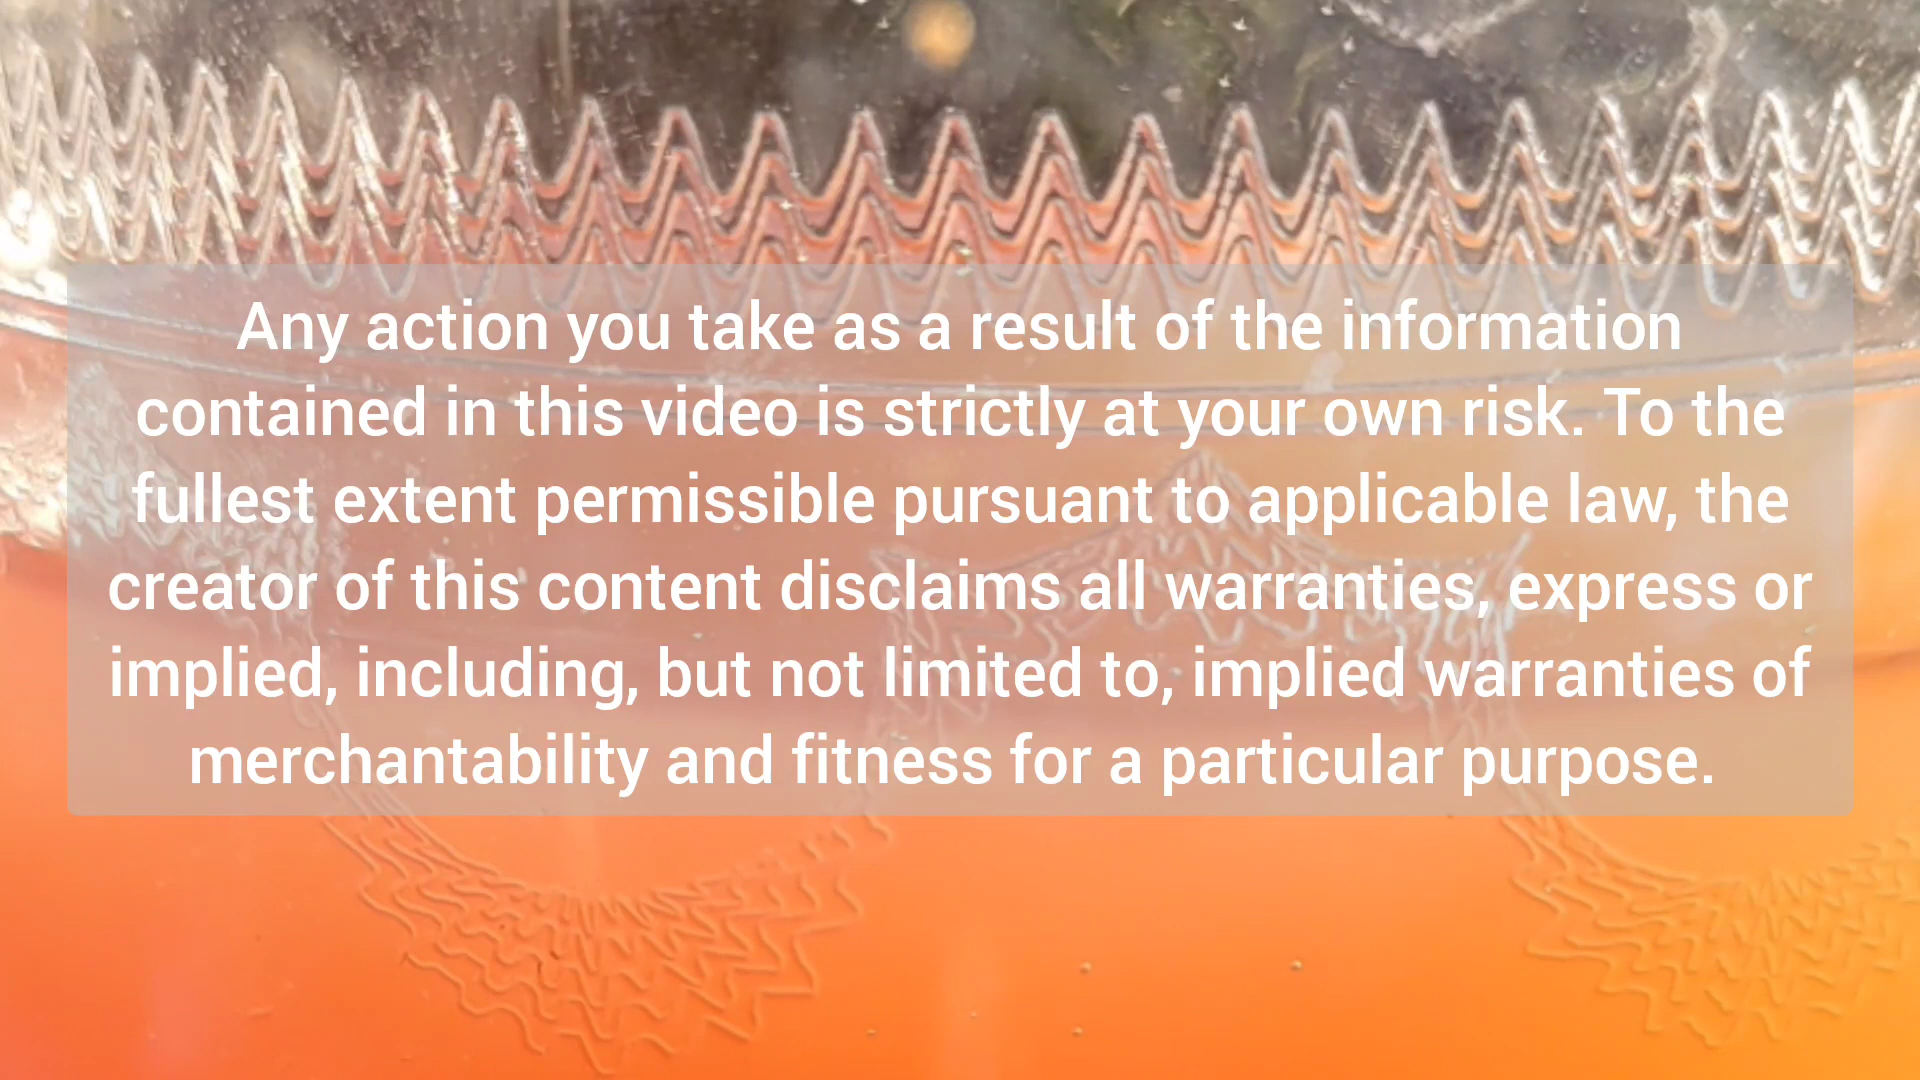 Any action you take as a result of the information
contained in this video is strictly at your own risk. To the
fullest extent permissible pursuant to applicable law, the
creator of this content disclaims all warranties, express or
implied, including, but not limited to, implied warranties of
merchantability and fitness for a particular purpose.